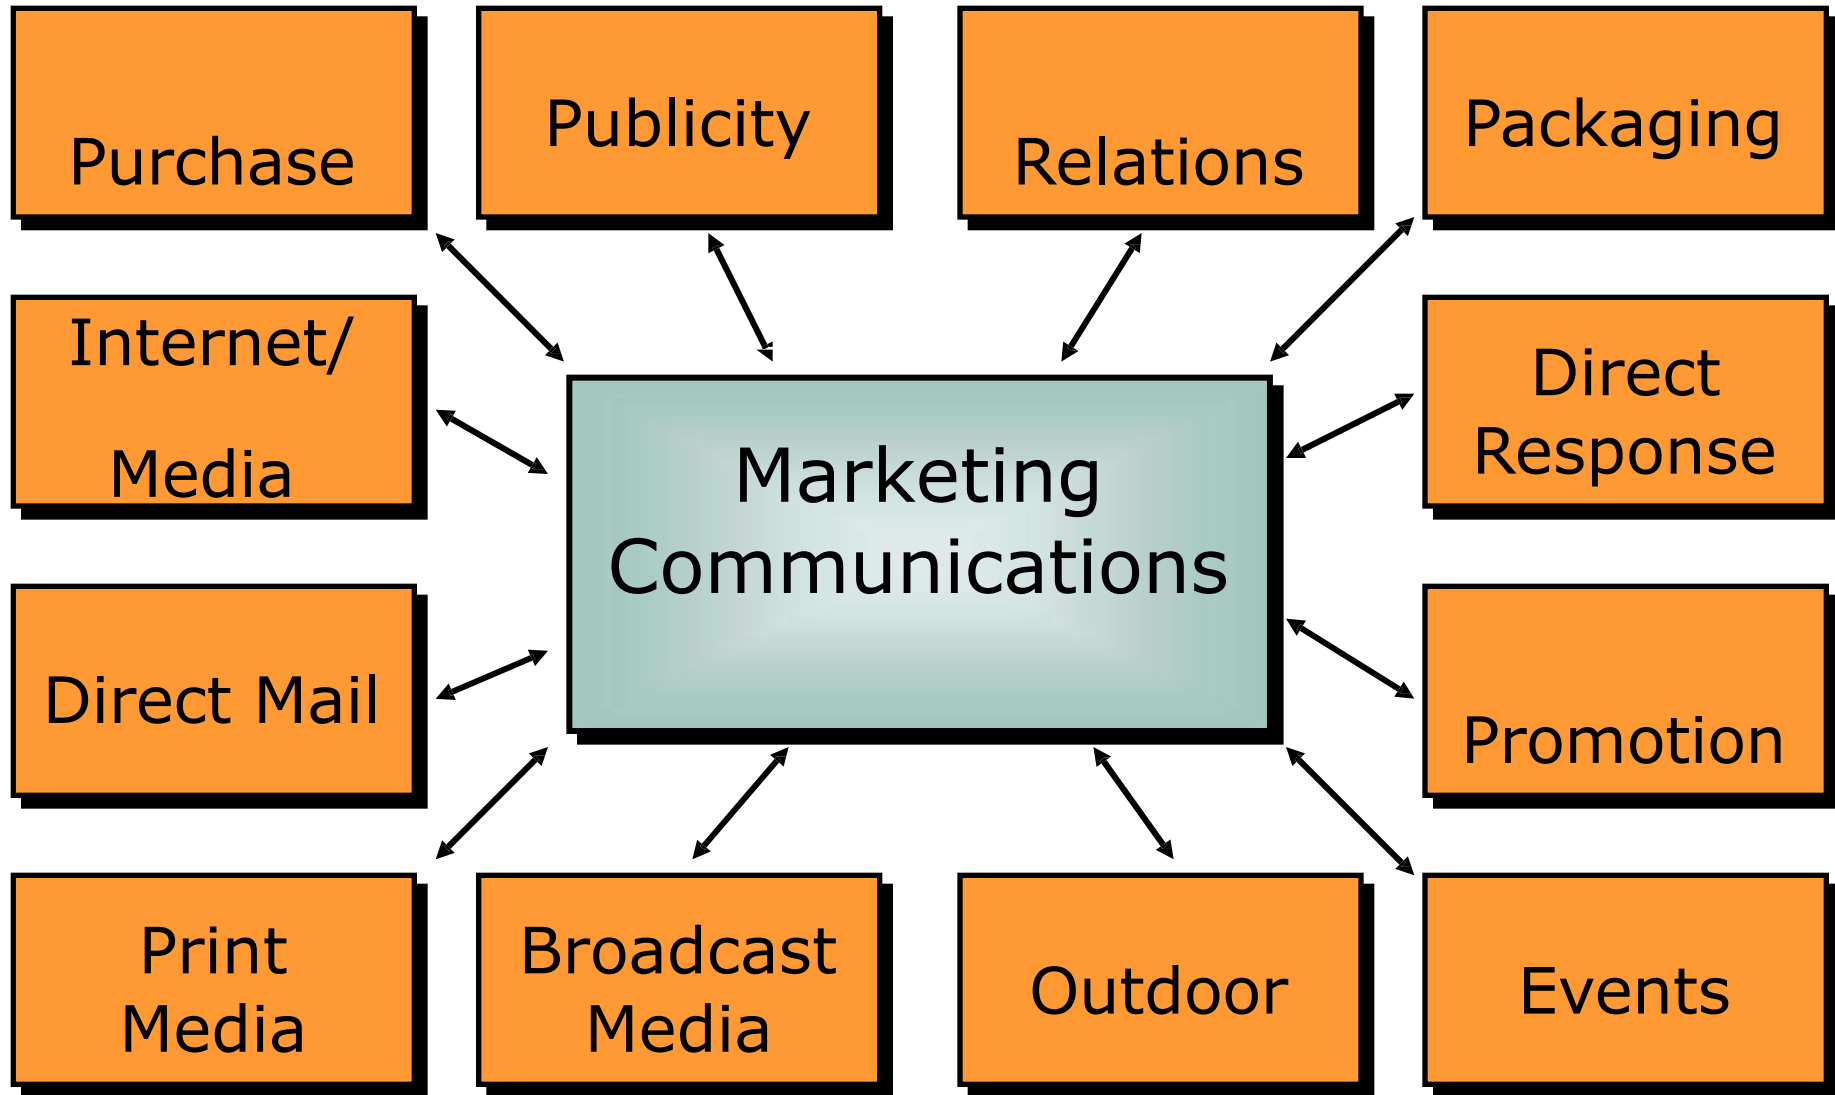 Purchase
Publicity
Relations
Packaging
Internet/
Media
Direct
Response
Marketing
Communications
Direct Mail
Promotion
Print
Media
Broadcast
Media
Outdoor
Events